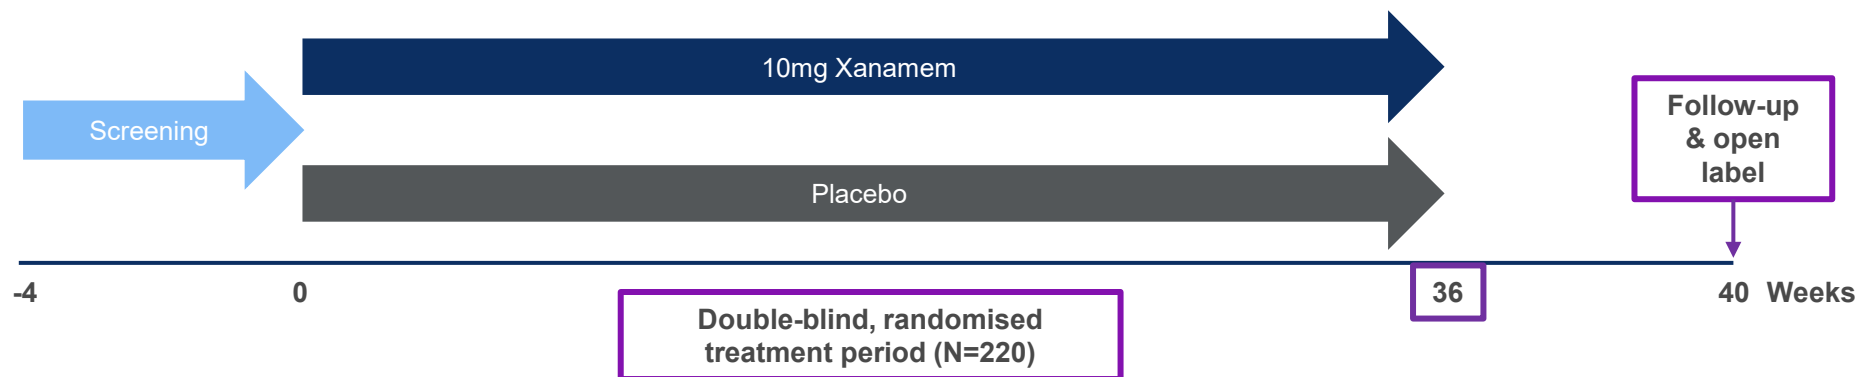 10mg Xanamem
Screening
Placebo
Follow-up
& open
label
-4
0
36
40 Weeks
Double-blind, randomised
treatment period (N=220)